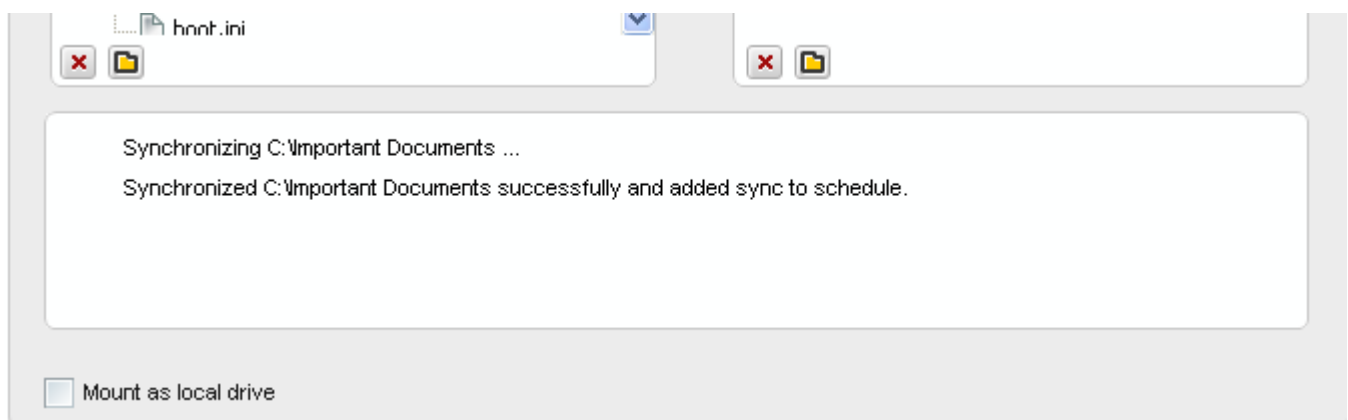 boot.ini
Synchronizing C:\Important Documents ...
Synchronized C:\Important Documents successfully and added sync to schedule.
Mount as local drive